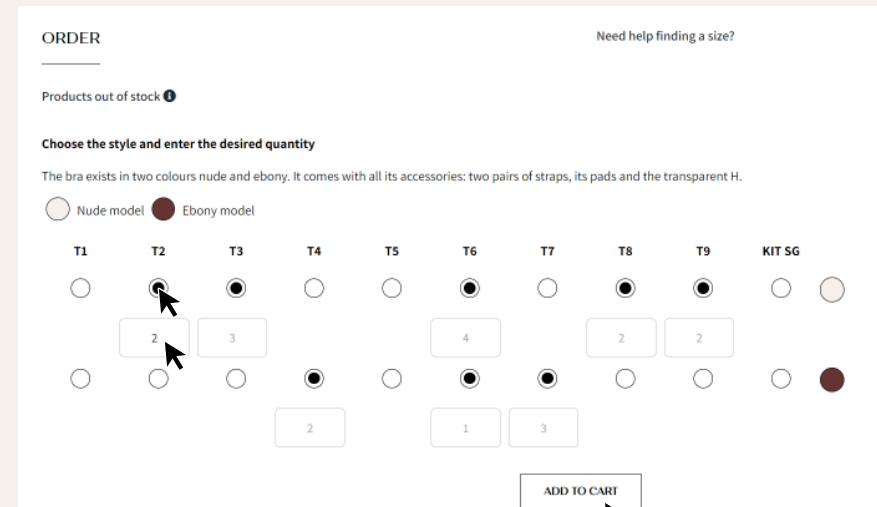 ORDER
Need help finding a size?
Products out of stock
Choose the style and enter the desired quantity
The bra exists in two colours nude and ebony. It comes with all its accessories: two pairs of straps, its pads and the transparent H.
Nude model Ebony model
T1 T2 T3 T4 T5 T6 T7 T8 T9 KIT SG
2 3 4 2 2
2 1 3
ADD TO CART